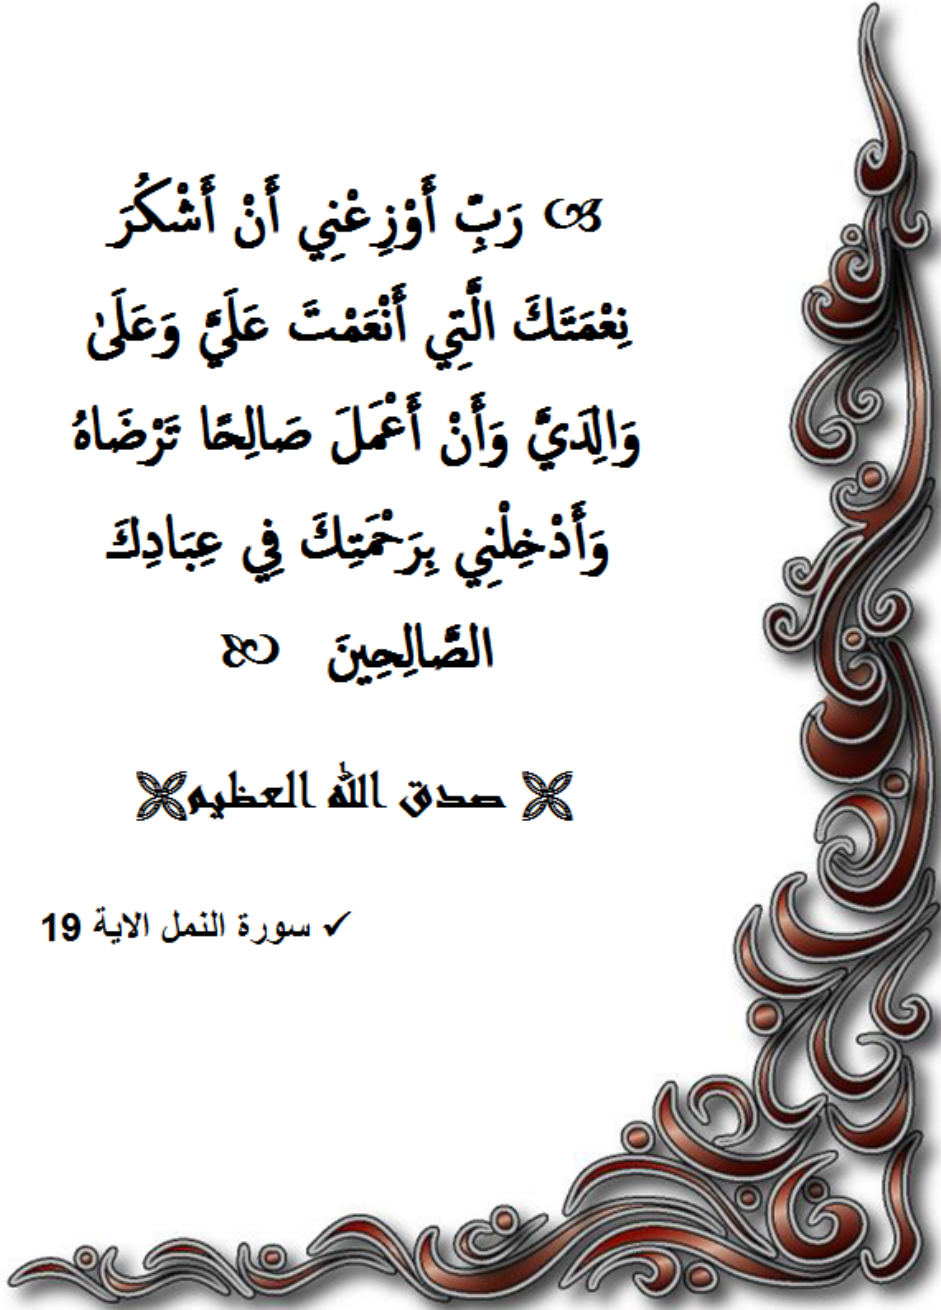 رَبِّ أَوْزِعْنِي أَنْ أَشْكُرَ
نِعْمَتَكَ الَّتِي أَنْعَمْتَ عَلَيَّ وَعَلَىٰ
وَالِدَيَّ وَأَنْ أَعْمَلَ صَالِحًا تَرْضَاهُ
وَأَدْخِلْنِي بِرَحْمَتِكَ فِي عِبَادِكَ
الصَّالِحِينَ
صدق الله العظيم
✓ سورة النمل الاية 19